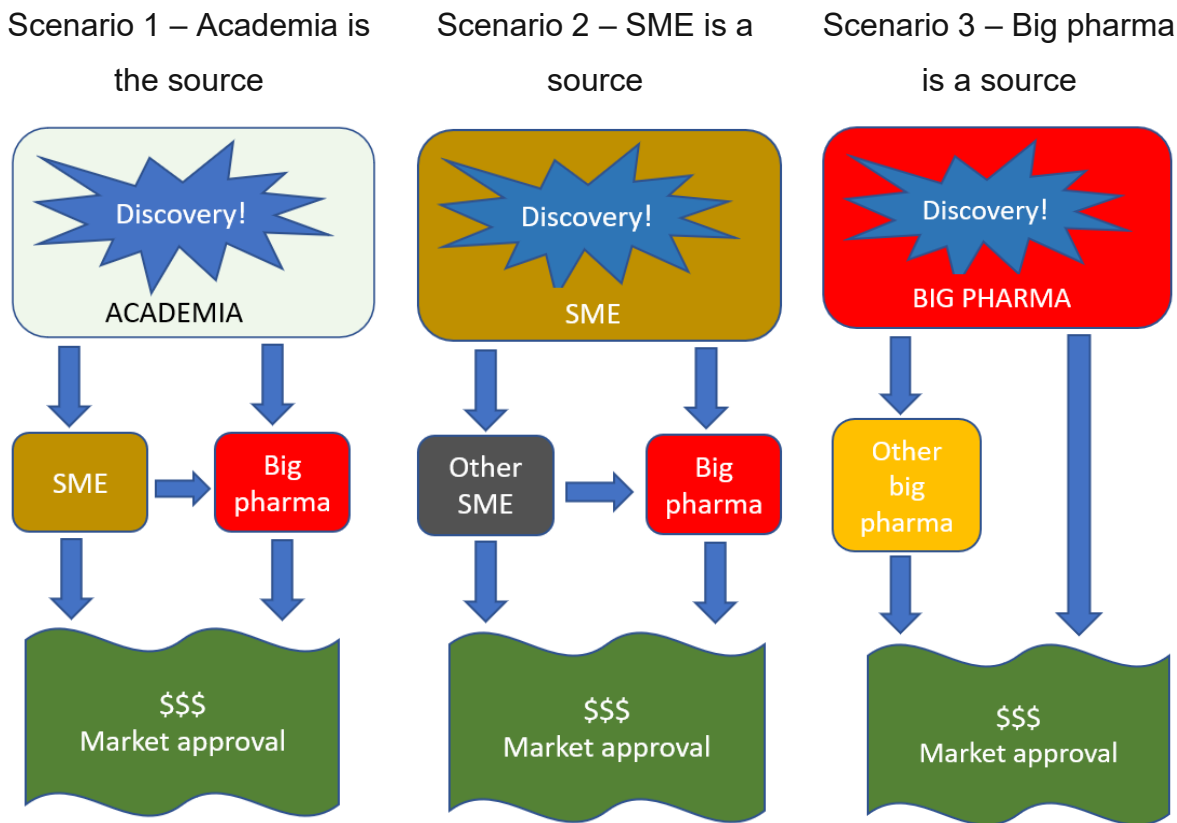 Scenario 1 – Academia is
the source
Discovery!
ACADEMIA
SME
Big
pharma
$$$
Market approval
Scenario 2 – SME is a
source
Discovery!
SME
Other
SME
Big
pharma
$$$
Market approval
Scenario 3 – Big pharma
is a source
Discovery!
BIG PHARMA
Other
big
pharma
$$$
Market approval